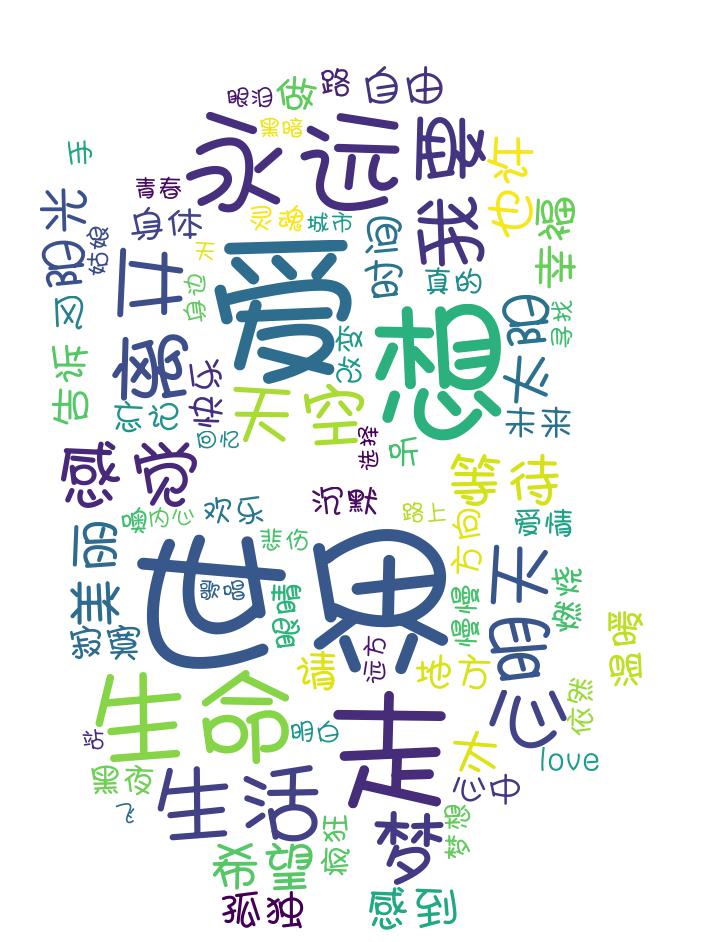 眼泪
做
路
自由
黑暗
永远
我要
也许
手
青春
身体
灵魂
城市
阳光
姑娘
天
爱
时间
真的
幸福
身边
改变
想
太阳
寻找
离开
告诉
忘记
快乐
天空
回忆
未来
选择
听
感觉
沉默
等待
噢
内心
欢乐
悲伤
路上
方向
爱情
美丽
世界
歌唱
眼睛
慢慢
明天
燃烧
寂寞
远方
请
地方
温暖
生命
明白
走
心
依然
站
太
love
黑夜
飞
生活
心中
疯狂
梦
梦想
希望
孤独
感到